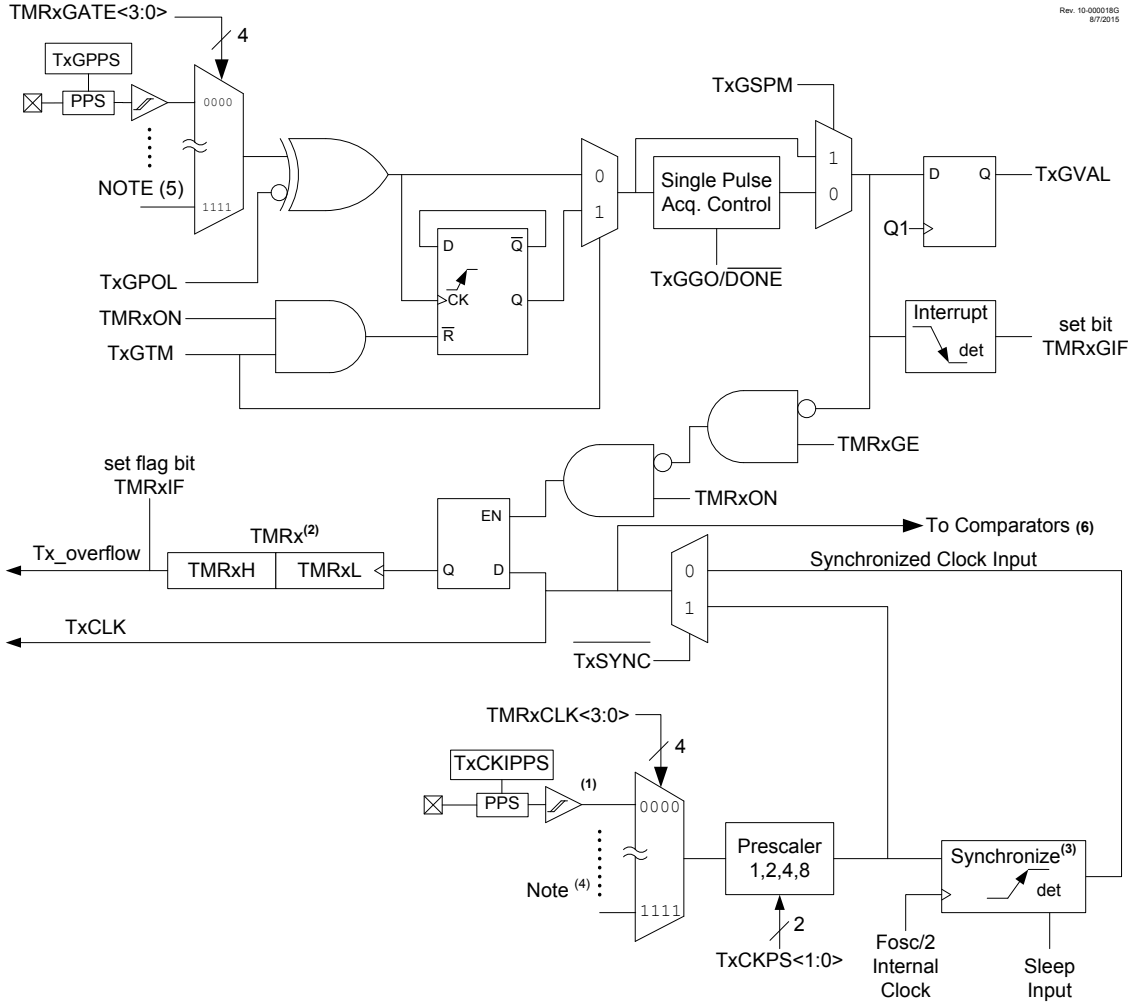 Rev. 10-000018G
8/7/2015
TMRxGATE<3:0>
4
TxGPPS
PPS
0000
NOTE (5)
1111
TxGPOL
TMRxON
TxGTM
D
Q
CK
Q
R
0
1
Single Pulse
Acq. Control
TxGGO/DONE
TxGSPM
1
0
D
Q
Q1
TxGVAL
Interrupt
det
set bit
TMRxGIF
TMRxGE
TMRxON
set flag bit
TMRxIF
Tx_overflow
TMRx(2)
TMRxH
TMRxL
EN
Q
D
To Comparators (6)
0
1
Synchronized Clock Input
TxCLK
TxSYNC
TMRxCLK<3:0>
4
TxCKIPPS
PPS
(1)
0000
Note (4)
1111
Prescaler
1,2,4,8
2
TxCKPS<1:0>
Synchronize(3)
det
Fosc/2
Internal
Clock
Sleep
Input